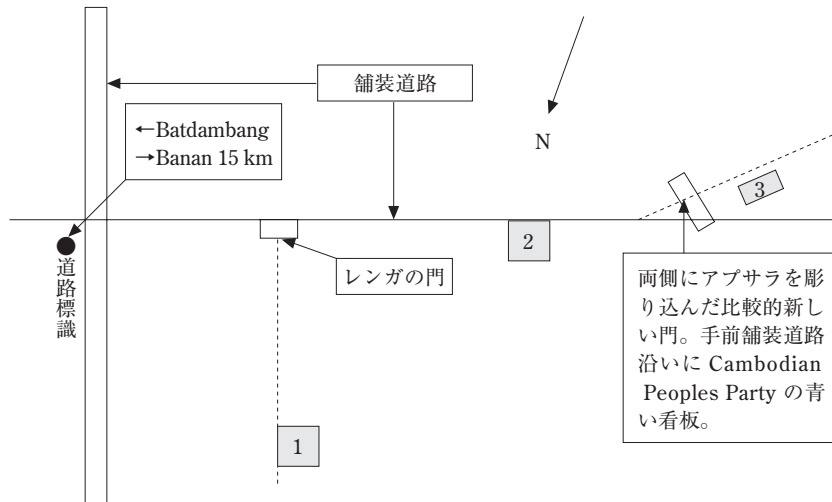 舗装道路
←Batdambang
→Banan 15 km
N
3
2
レンガの門
道路標識
両側にアプサラを彫
り込んだ比較的新し
い門。手前舗装道路
沿いに Cambodian
Peoples Party の青
い看板。
1